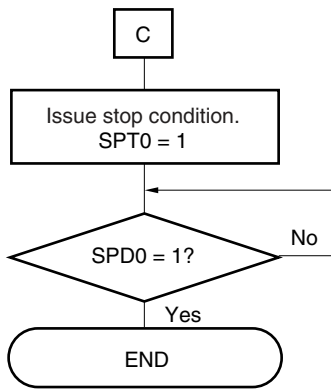 C
Issue stop condition.
SPT0 = 1
SPD0 = 1?
No
Yes
END